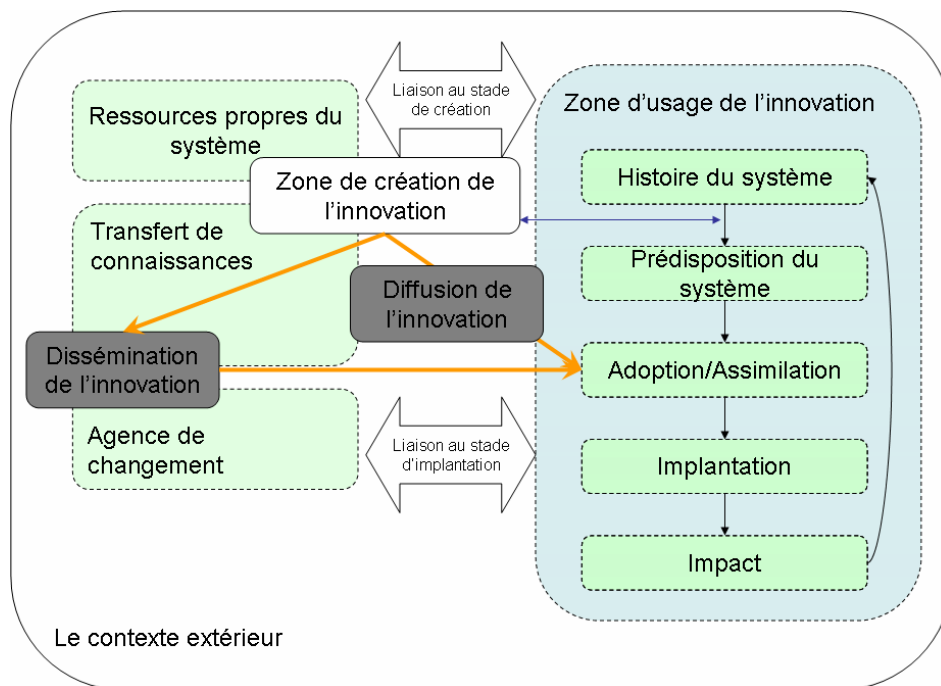 Liaison au stade
de création
Ressources propres du
système
Zone de création de
l'innovation
Transfert de
connaissances
Diffusion de
l'innovation
Dissémination
de l'innovation
Agence de
changement
Liaison au stade
d'implantation
Zone d'usage de l'innovation
Histoire du système
Prédisposition du
système
Adoption/Assimilation
Implantation
Impact
Le contexte extérieur